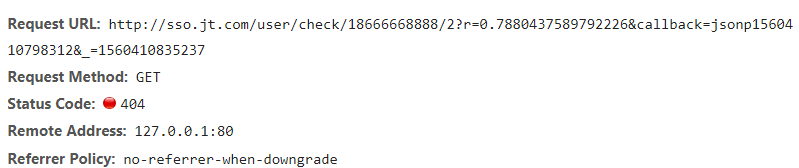 Request URL: http://sso.jt.com/user/check/18666668888/2?r=0.7880437589792226&callback=jsonp15604
10798312&_=1560410835237
Request Method: GET
Status Code: 404
Remote Address: 127.0.0.1:80
Referrer Policy: no-referrer-when-downgrade